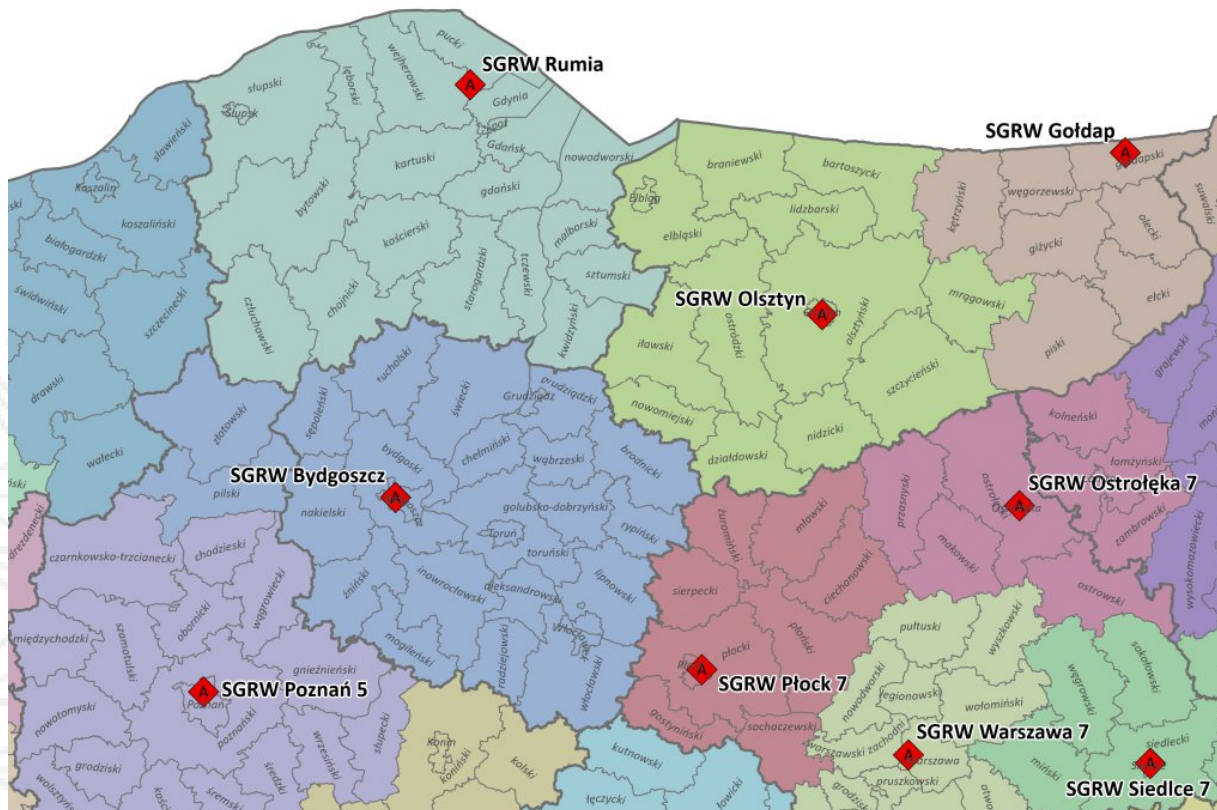 pucki
SGRW Rumia
wejherowski
lęborski
słupski
Słupsk
Gdynia
Sopot
Gdańsk
nowodworski
SGRW Gołdap
sławieński
Koszalin
koszaliński
białogardzki
świdwiński
szczecinecki
drawski
wałecki
kartuski
gdański
bytowski
kościerski
malborski
sztumski
starogardzki
tczewski
kwidzyński
chojnicki
człuchowski
braniewski
bartoszycki
Elbląg
elbląski
lidzbarski
kętrzyński
węgorzewski
suwalski
olecki
giżycki
ełcki
piski
mrągowski
SGRW Olsztyn
olsztyński
ostródzki
iławski
szczycieński
nowomiejski
nidzicki
działdowski
grajewski
kolneński
łomżyński
zambrowski
wysokomazowiecki
tucholski
sępoleński
świecki
Grudziądz
grudziądzki
złotowski
pilski
chełmiński
wąbrzeski
brodnicki
SGRW Bydgoszcz
bydgoski
nakielski
golubsko-dobrzyński
rypiński
Toruń
toruński
lipnowski
żniński
inowrocławski
aleksandrowski
mogileński
radziejowski
Włocławek
włocławski
żuramiński
mławski
przasnyski
SGRW Ostrołęka 7
makowski
ostrowski
ciechanowski
sierpecki
płocki
płoński
SGRW Płock 7
gostyniński
sochaczewski
pułtuski
wyszkowski
nowodworski
legionowski
wołomiński
warszawski zachodni
SGRW Warszawa 7
pruszkowski
węgrowski
sokołowski
siedlecki
miński
SGRW Siedlce 7
czarnkowsko-trzcianecki
chodzieski
wągrowiecki
obornicki
międzychodzki
szamotulski
gnieźnieński
SGRW Poznań 5
Poznań
poznański
nowotomyski
grodziski
wrzesiński
słupecki
średzki
śremski
Konin
koniński
kolski
kutnowski
łęczycki
łowicki